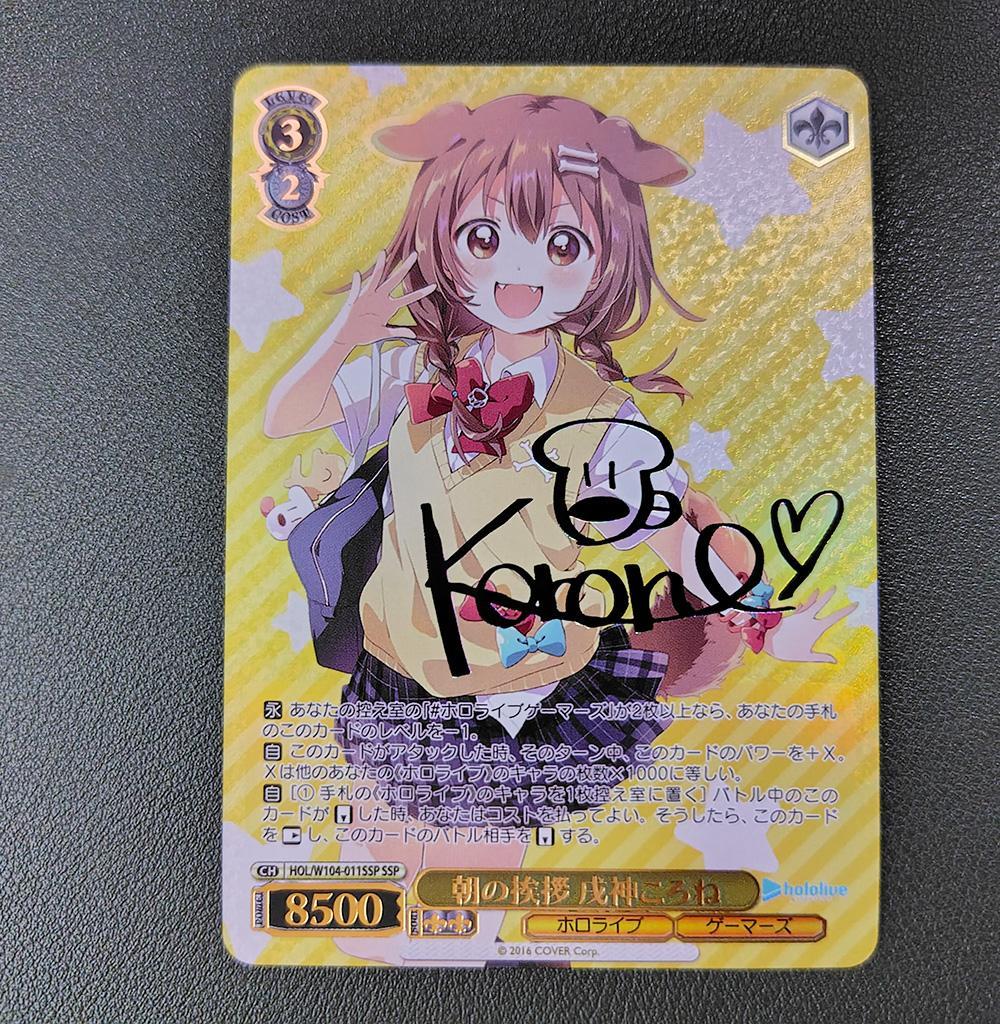 LEVEL
3
2
COST
Korone
永 あなたの控え室の「#ホロライブゲーマーズ」が2枚以上なら、あなたの手札
のこのカードのレベルを－1。
自 このカードがアタックした時、そのターン中、このカードのパワーを＋X。
Xは他のあなたの《ホロライブ》のキャラの枚数×1000に等しい。
自 [① 手札の《ホロライブ》のキャラを1枚控え室に置く] バトル中のこの
カードが した時、あなたはコストを払ってよい。そうしたら、このカード
を し、このカードのバトル相手を する。
CH HOL/W104-011SSP SSP
朝の挨拶 戌神ころね
hololive
POWER 8500 SOUL
ホロライブ ゲーマーズ
© 2016 COVER Corp.